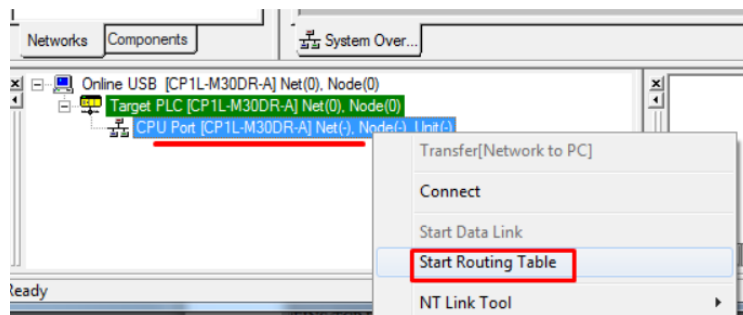 Networks
Components
System Over...
Online USB [CP1L-M30DR-A] Net(0), Node(0)
Target PLC [CP1L-M30DR-A] Net(0), Node(0)
CPU Port [CP1L-M30DR-A] Net(-), Node(-), Unit(-)
Transfer[Network to PC]
Connect
Start Data Link
Start Routing Table
NT Link Tool